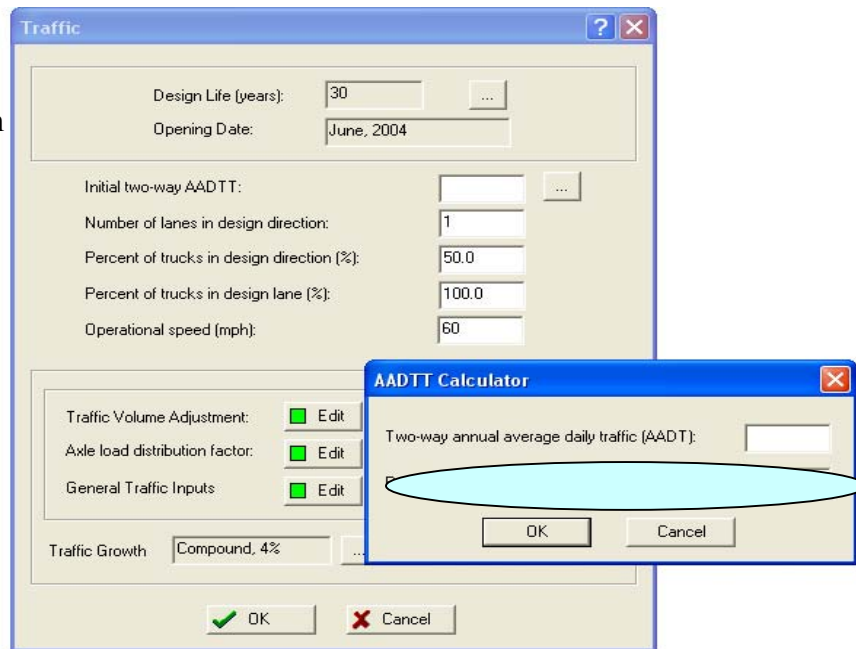 Traffic
Design Life (years): 30 ...
Opening Date: June, 2004
Initial two-way AADTT: ...
Number of lanes in design direction: 1
Percent of trucks in design direction (%): 50.0
Percent of trucks in design lane (%): 100.0
Operational speed (mph): 60
Traffic Volume Adjustment: Edit
Axle load distribution factor: Edit
General Traffic Inputs Edit
Traffic Growth Compound, 4% ...
OK Cancel
AADTT Calculator
Two-way annual average daily traffic (AADT):
OK Cancel